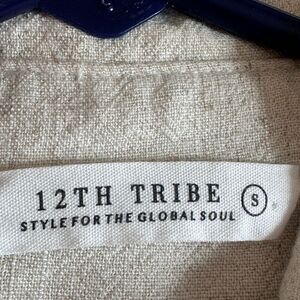 12TH TRIBE S
STYLE FOR THE GLOBAL SOUL